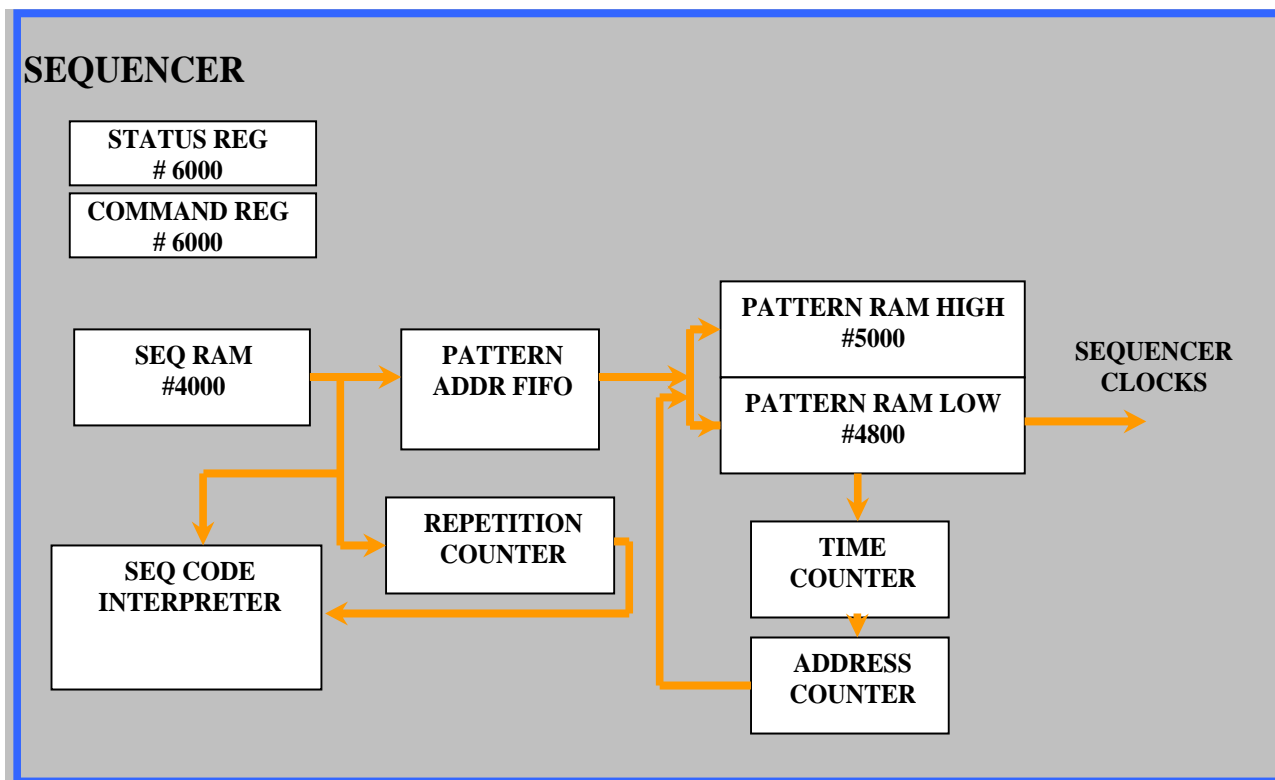 SEQUENCER
STATUS REG
# 6000
COMMAND REG
# 6000
SEQ RAM
#4000
PATTERN
ADDR FIFO
PATTERN RAM HIGH
#5000
PATTERN RAM LOW
#4800
SEQUENCER
CLOCKS
REPETITION
COUNTER
SEQ CODE
INTERPRETER
TIME
COUNTER
ADDRESS
COUNTER